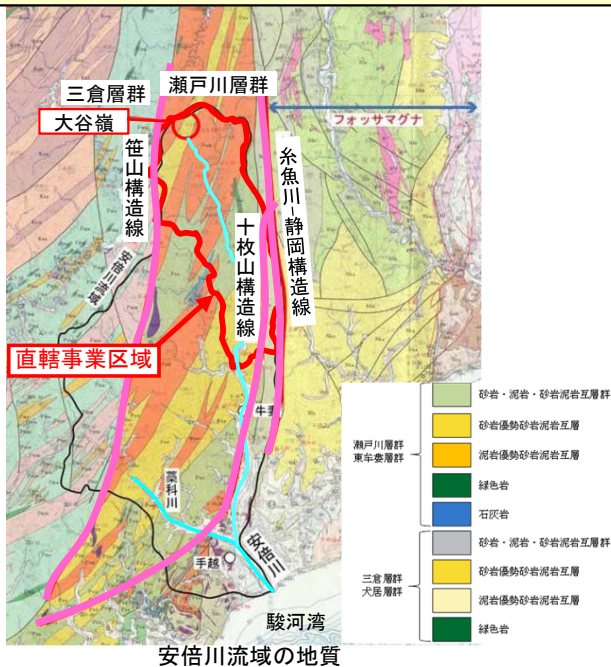 瀬戸川層群
三倉層群
大谷嶺
フォッサマグナ
笹山構造線
糸魚川-静岡構造線
十枚山構造線
安倍川流域
直轄事業区域
牛妻
藁科川
安倍川
手越
駿河湾
瀬戸川層群
東车妻層群
砂岩・泥岩・砂岩泥岩互層群
砂岩優勢砂岩泥岩互層
泥岩優勢砂岩泥岩互層
緑色岩
石灰岩
三倉層群
犬居層群
砂岩・泥岩・砂岩泥岩互層群
砂岩優勢砂岩泥岩互層
泥岩優勢砂岩泥岩互層
緑色岩
安倍川流域の地質